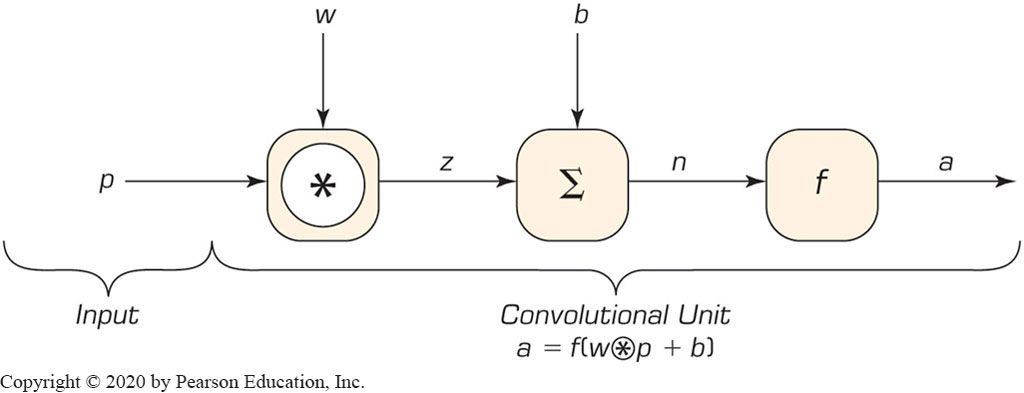 w
b
p
*
z
Σ
n
f
a
Input
Convolutional Unit
a = f(w⊛p + b)
Copyright © 2020 by Pearson Education, Inc.